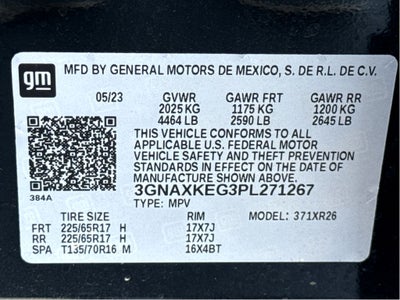 gm MFD BY GENERAL MOTORS DE MEXICO, S. DE R.L. DE C.V.
05/23 GVWR GAWR FRT GAWR RR
2025 KG 1175 KG 1200 KG
4464 LB 2590 LB 2645 LB
THIS VEHICLE CONFORMS TO ALL
APPLICABLE U.S. FEDERAL MOTOR
VEHICLE SAFETY AND THEFT PREVENTION
STANDARDS IN EFFECT ON THE DATE OF
MANUFACTURE SHOWN ABOVE.
3GNAXKEG3PL271267
384A TYPE: MPV MODEL: 371XR26
TIRE SIZE RIM
FRT 225/65R17 H 17X7J
RR 225/65R17 H 17X7J
SPA T135/70R16 M 16X4BT